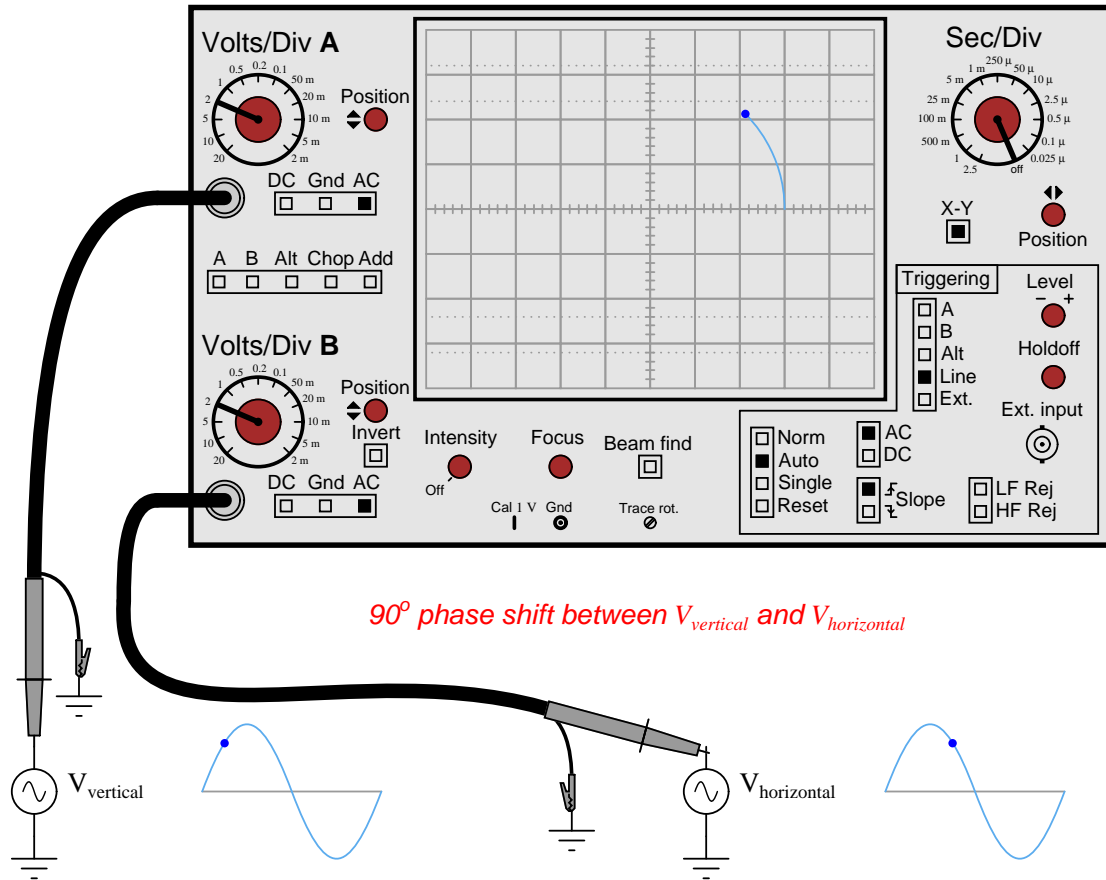 Volts/Div A
20 10 5 2 1 0.5 0.2 0.1 50 m 20 m 10 m 5 m 2 m
Position
DC Gnd AC
A B Alt Chop Add
Volts/Div B
20 10 5 2 1 0.5 0.2 0.1 50 m 20 m 10 m 5 m 2 m
Position
Invert
DC Gnd AC
Intensity
Off
Focus
Beam find
Cal 1 V Gnd
Trace rot.
Sec/Div
2.5 1 500 m 100 m 25 m 5 m 1 m 250 µ 50 µ 10 µ 2.5 µ 0.5 µ 0.1 µ 0.025 µ off
X-Y
Position
Triggering
A
B
Alt
Line
Ext.
Level
− +
Holdoff
Ext. input
Norm
Auto
Single
Reset
AC
DC
Slope
LF Rej
HF Rej
90° phase shift between Vvertical and Vhorizontal
Vvertical
Vhorizontal